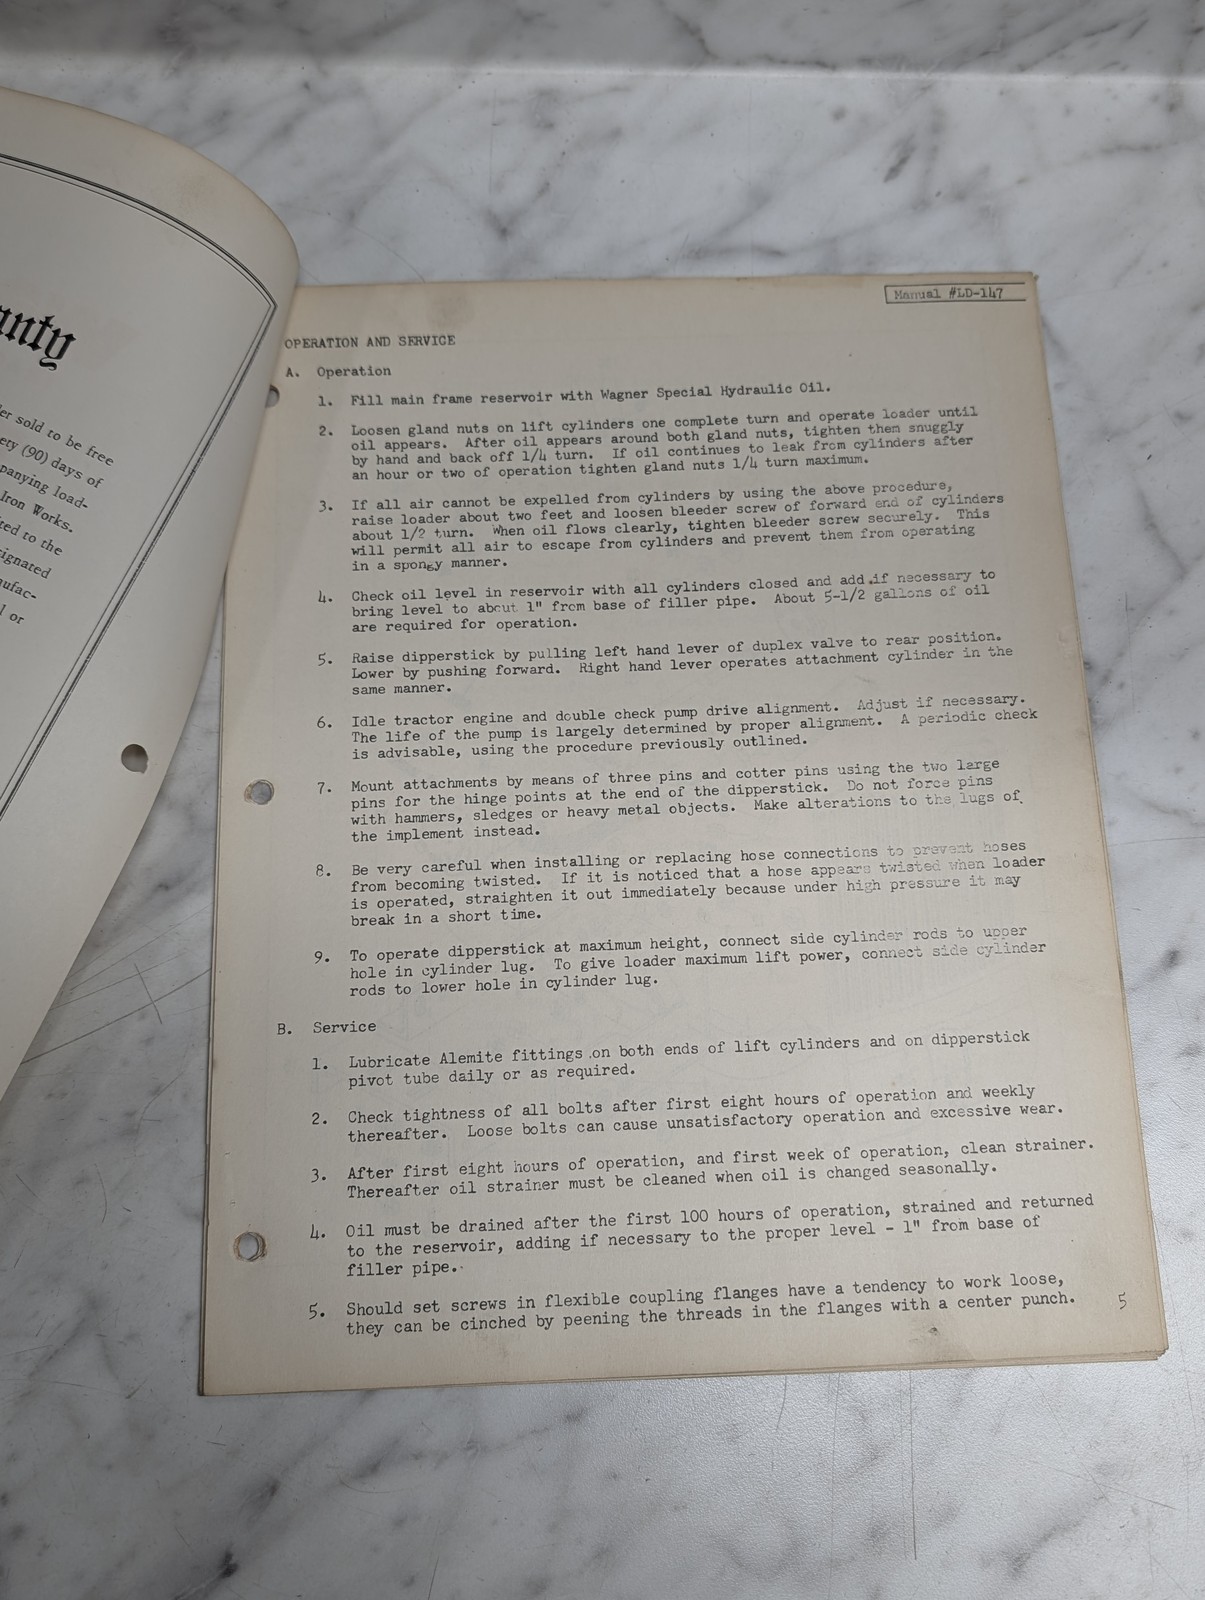 unty
er sold to be free
ety (90) days of
panying load-
Iron Works.
ted to the
signated
ufac-
l or
Manual #LD-147
OPERATION AND SERVICE
A. Operation
1. Fill main frame reservoir with Wagner Special Hydraulic Oil.
2. Loosen gland nuts on lift cylinders one complete turn and operate loader until
oil appears. After oil appears around both gland nuts, tighten them snuggly
by hand and back off 1/4 turn. If oil continues to leak from cylinders after
an hour or two of operation tighten gland nuts 1/4 turn maximum.
3. If all air cannot be expelled from cylinders by using the above procedure,
raise loader about two feet and loosen bleeder screw of forward end of cylinders
about 1/2 turn. When oil flows clearly, tighten bleeder screw securely. This
will permit all air to escape from cylinders and prevent them from operating
in a spongy manner.
4. Check oil level in reservoir with all cylinders closed and add if necessary to
bring level to about 1" from base of filler pipe. About 5-1/2 gallons of oil
are required for operation.
5. Raise dipperstick by pulling left hand lever of duplex valve to rear position.
Lower by pushing forward. Right hand lever operates attachment cylinder in the
same manner.
6. Idle tractor engine and double check pump drive alignment. Adjust if necessary.
The life of the pump is largely determined by proper alignment. A periodic check
is advisable, using the procedure previously outlined.
7. Mount attachments by means of three pins and cotter pins using the two large
pins for the hinge points at the end of the dipperstick. Do not force pins
with hammers, sledges or heavy metal objects. Make alterations to the lugs of
the implement instead.
8. Be very careful when installing or replacing hose connections to prevent hoses
from becoming twisted. If it is noticed that a hose appears twisted when loader
is operated, straighten it out immediately because under high pressure it may
break in a short time.
9. To operate dipperstick at maximum height, connect side cylinder rods to upper
hole in cylinder lug. To give loader maximum lift power, connect side cylinder
rods to lower hole in cylinder lug.
B. Service
1. Lubricate Alemite fittings on both ends of lift cylinders and on dipperstick
pivot tube daily or as required.
2. Check tightness of all bolts after first eight hours of operation and weekly
thereafter. Loose bolts can cause unsatisfactory operation and excessive wear.
3. After first eight hours of operation, and first week of operation, clean strainer.
Thereafter oil strainer must be cleaned when oil is changed seasonally.
4. Oil must be drained after the first 100 hours of operation, strained and returned
to the reservoir, adding if necessary to the proper level - 1" from base of
filler pipe.
5. Should set screws in flexible coupling flanges have a tendency to work loose,
they can be cinched by peening the threads in the flanges with a center punch.
5